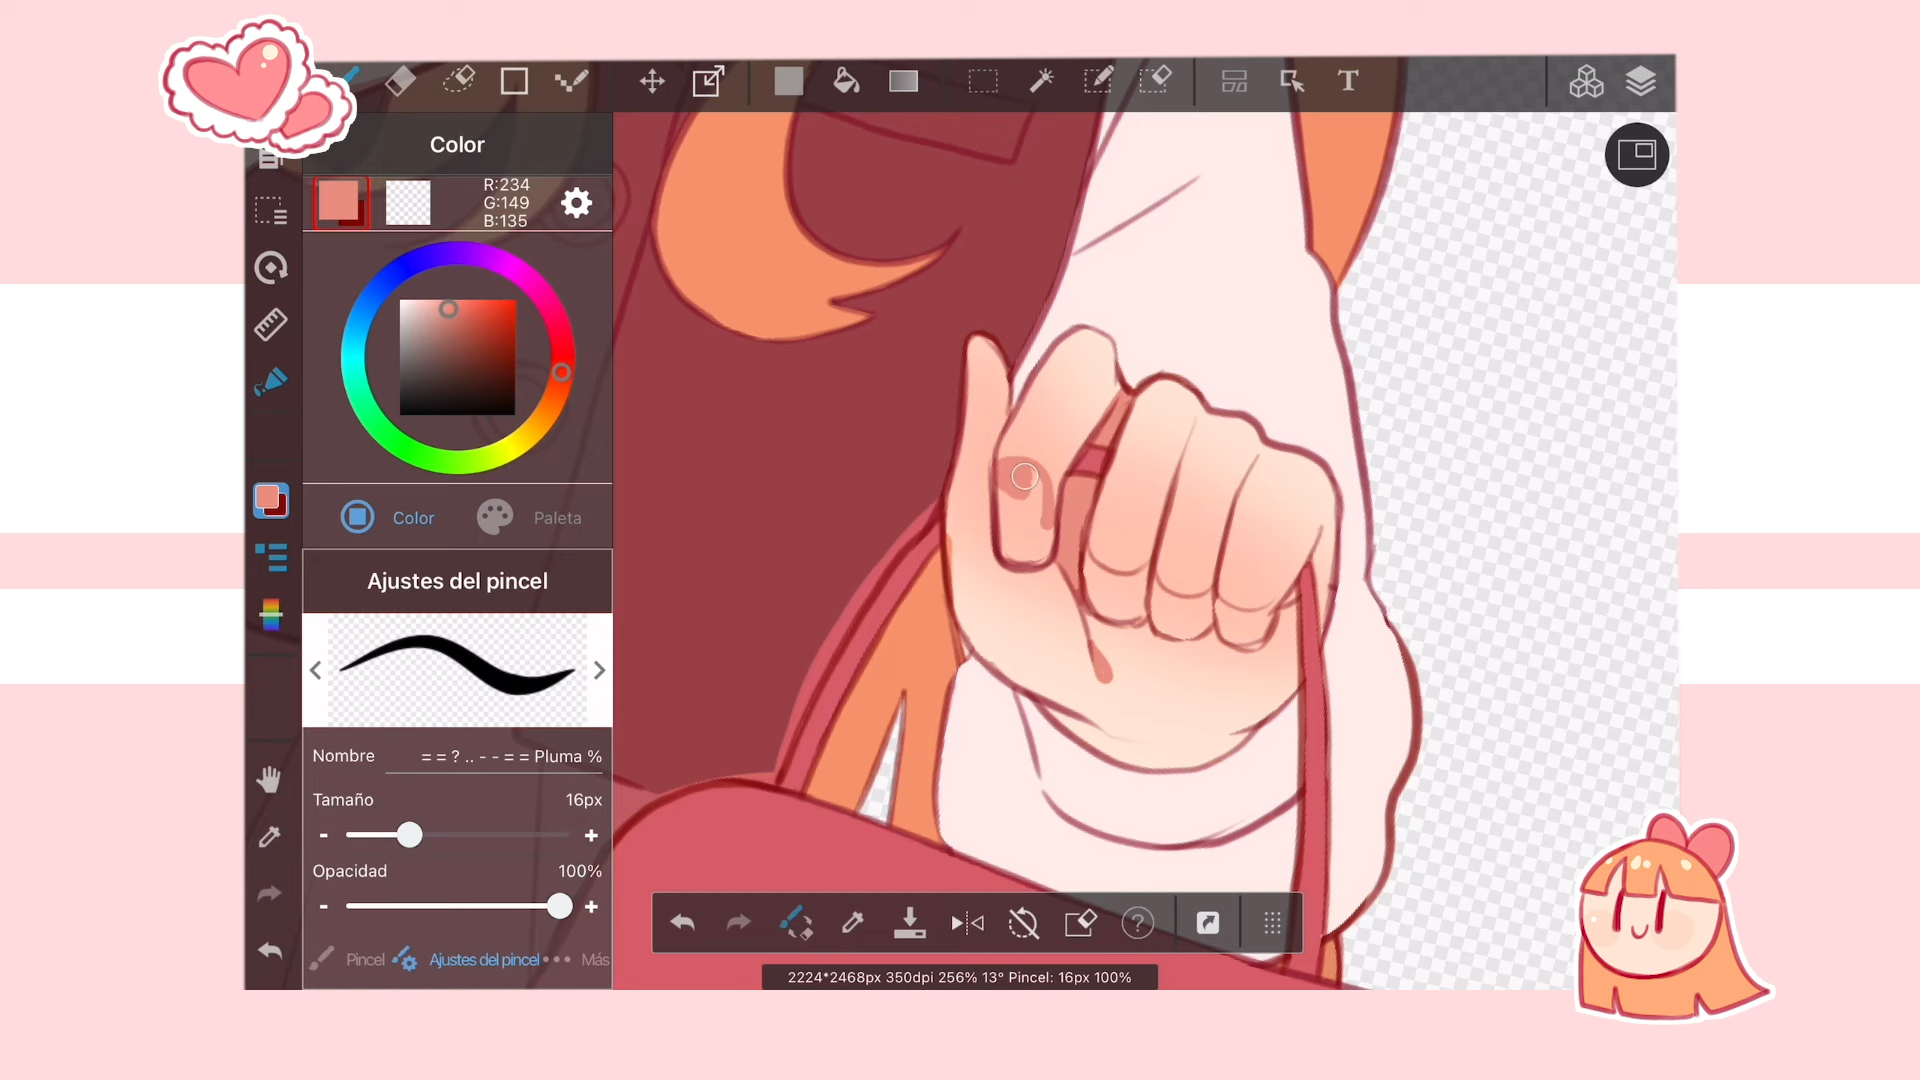 T
Color
R:234
G:149
B:135
Color
Paleta
Ajustes del pincel
Nombre
= = ? .. - - = = Pluma %
Tamaño
16px
- +
Opacidad
100%
- +
?
Pincel
Ajustes del pincel
Más
2224*2468px 350dpi 256% 13° Pincel: 16px 100%